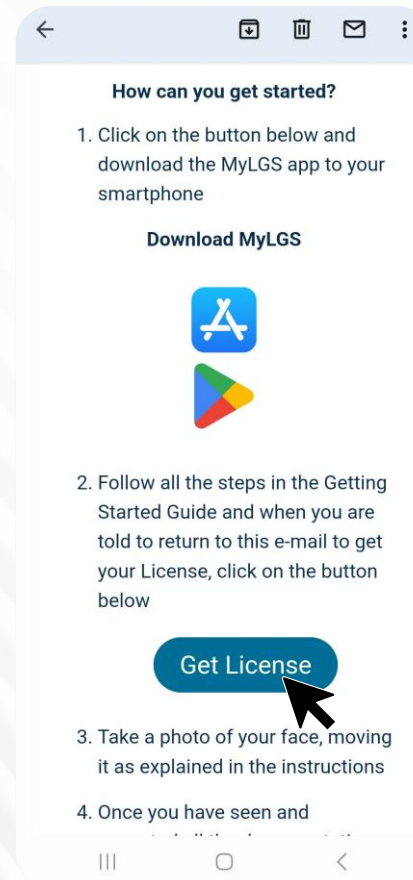 How can you get started?
1. Click on the button below and
download the MyLGS app to your
smartphone
Download MyLGS
2. Follow all the steps in the Getting
Started Guide and when you are
told to return to this e-mail to get
your License, click on the button
below
Get License
3. Take a photo of your face, moving
it as explained in the instructions
4. Once you have seen and